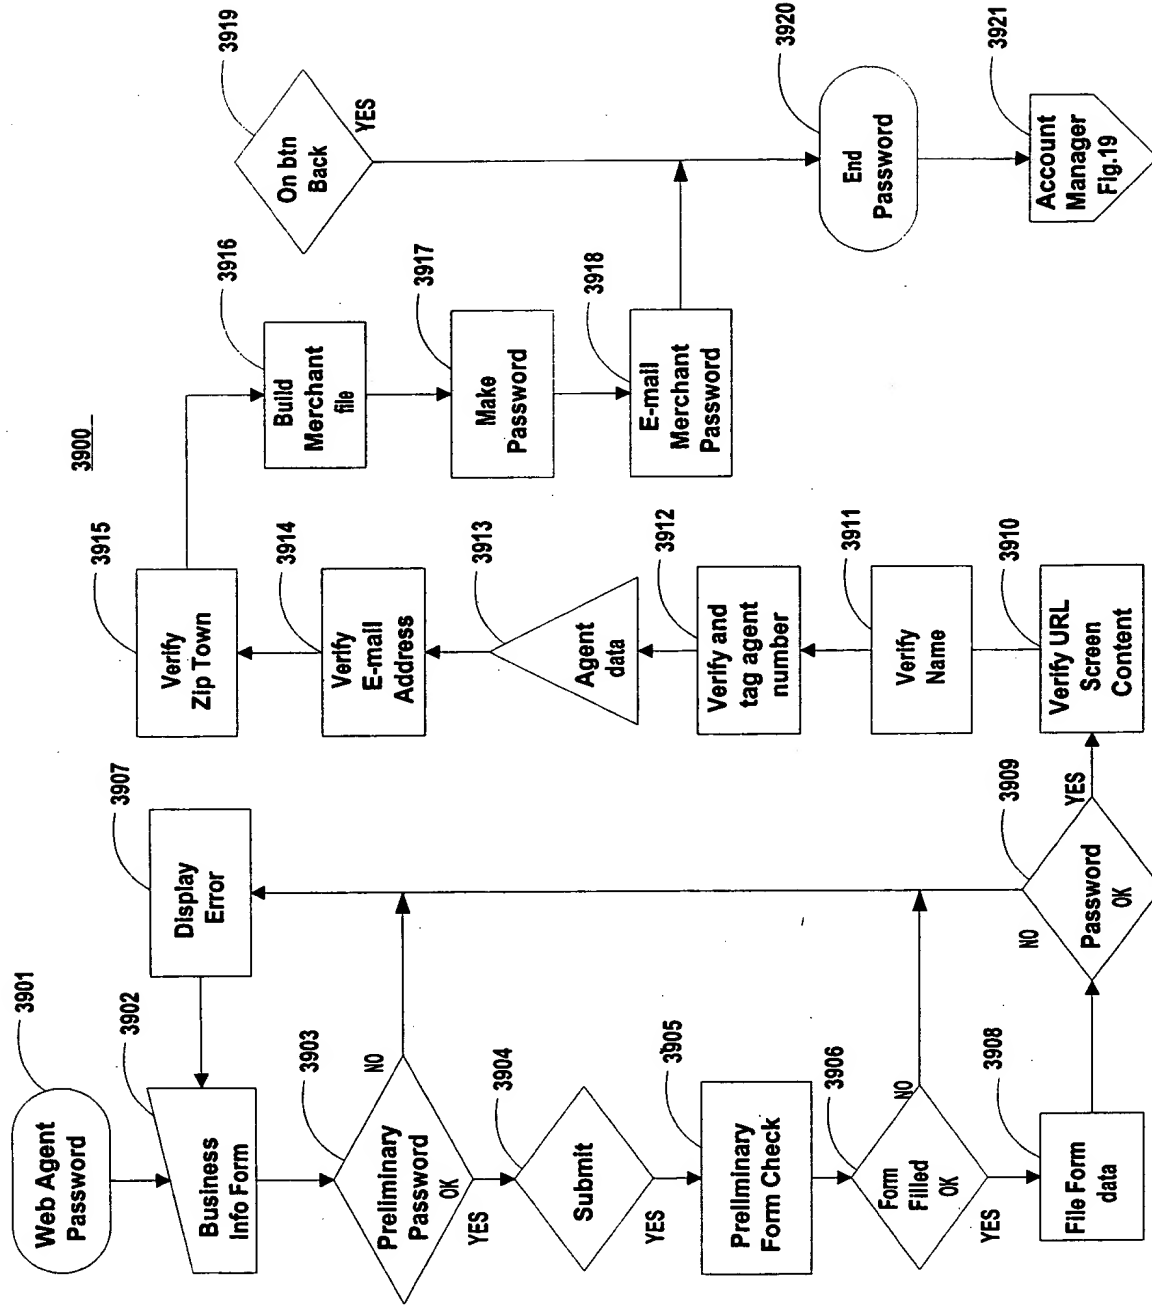 3900
3901
Web Agent
Password
3902
Business
Info Form
3903
Preliminary
Password
OK
NO
YES
3904
Submit
YES
3905
Preliminary
Form Check
3906
Form
Filled
OK
NO
YES
3907
Display
Error
3908
File Form
data
3909
Password
OK
NO
YES
3910
Verify URL
Screen
Content
3911
Verify
Name
3912
Verify and
tag agent
number
3913
Agent
data
3914
Verify
E-mail
Address
3915
Verify
Zip Town
3916
Build
Merchant
file
3917
Make
Password
3918
E-mail
Merchant
Password
3919
On btn
Back
YES
3920
End
Password
3921
Account
Manager
Fig.19